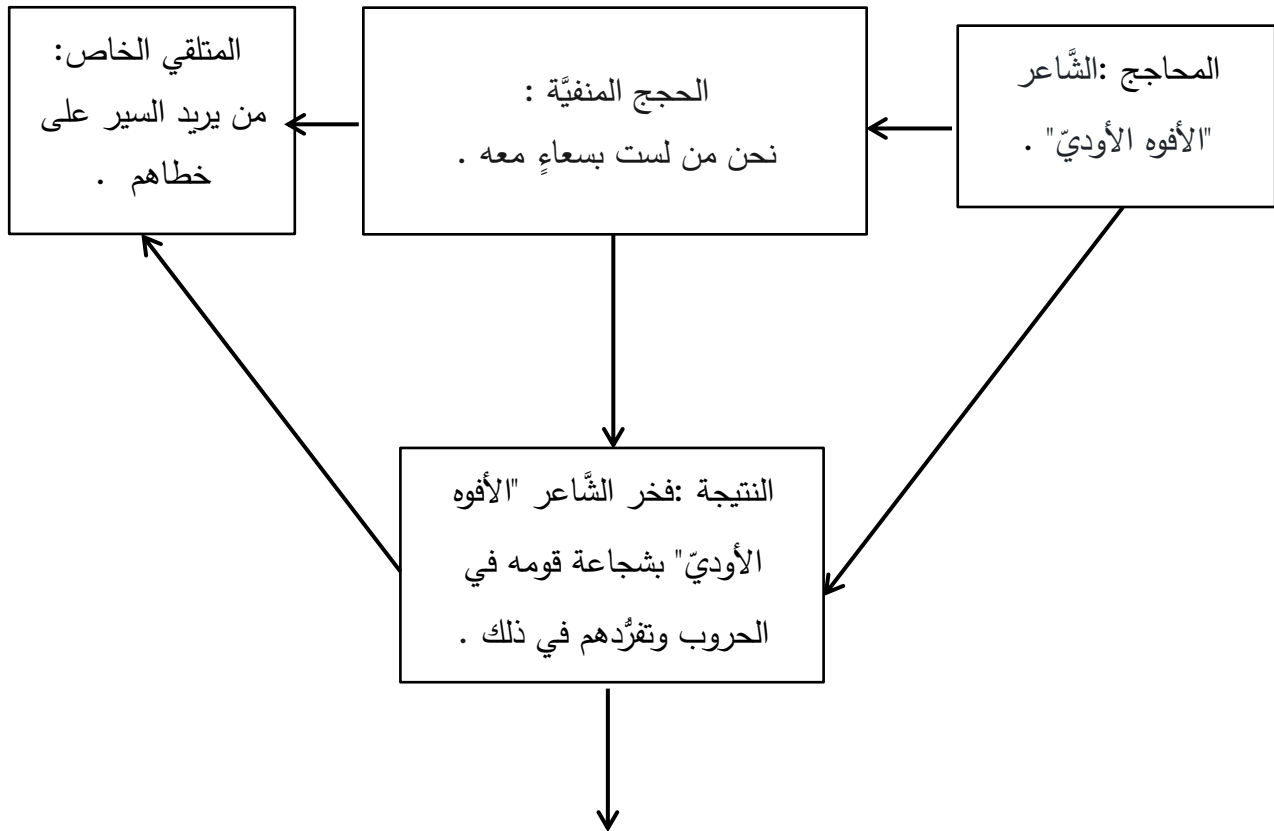 المحاجج :الشَّاعر
"الأفوه الأوديّ" .
الحجج المنفيَّة :
نحن من لست بسعاءٍ معه .
المتلقي الخاص:
من يريد السير على
خطاهم .
النتيجة :فخر الشَّاعر "الأفوه
الأوديّ" بشجاعة قومه في
الحروب وتفرُّدهم في ذلك .